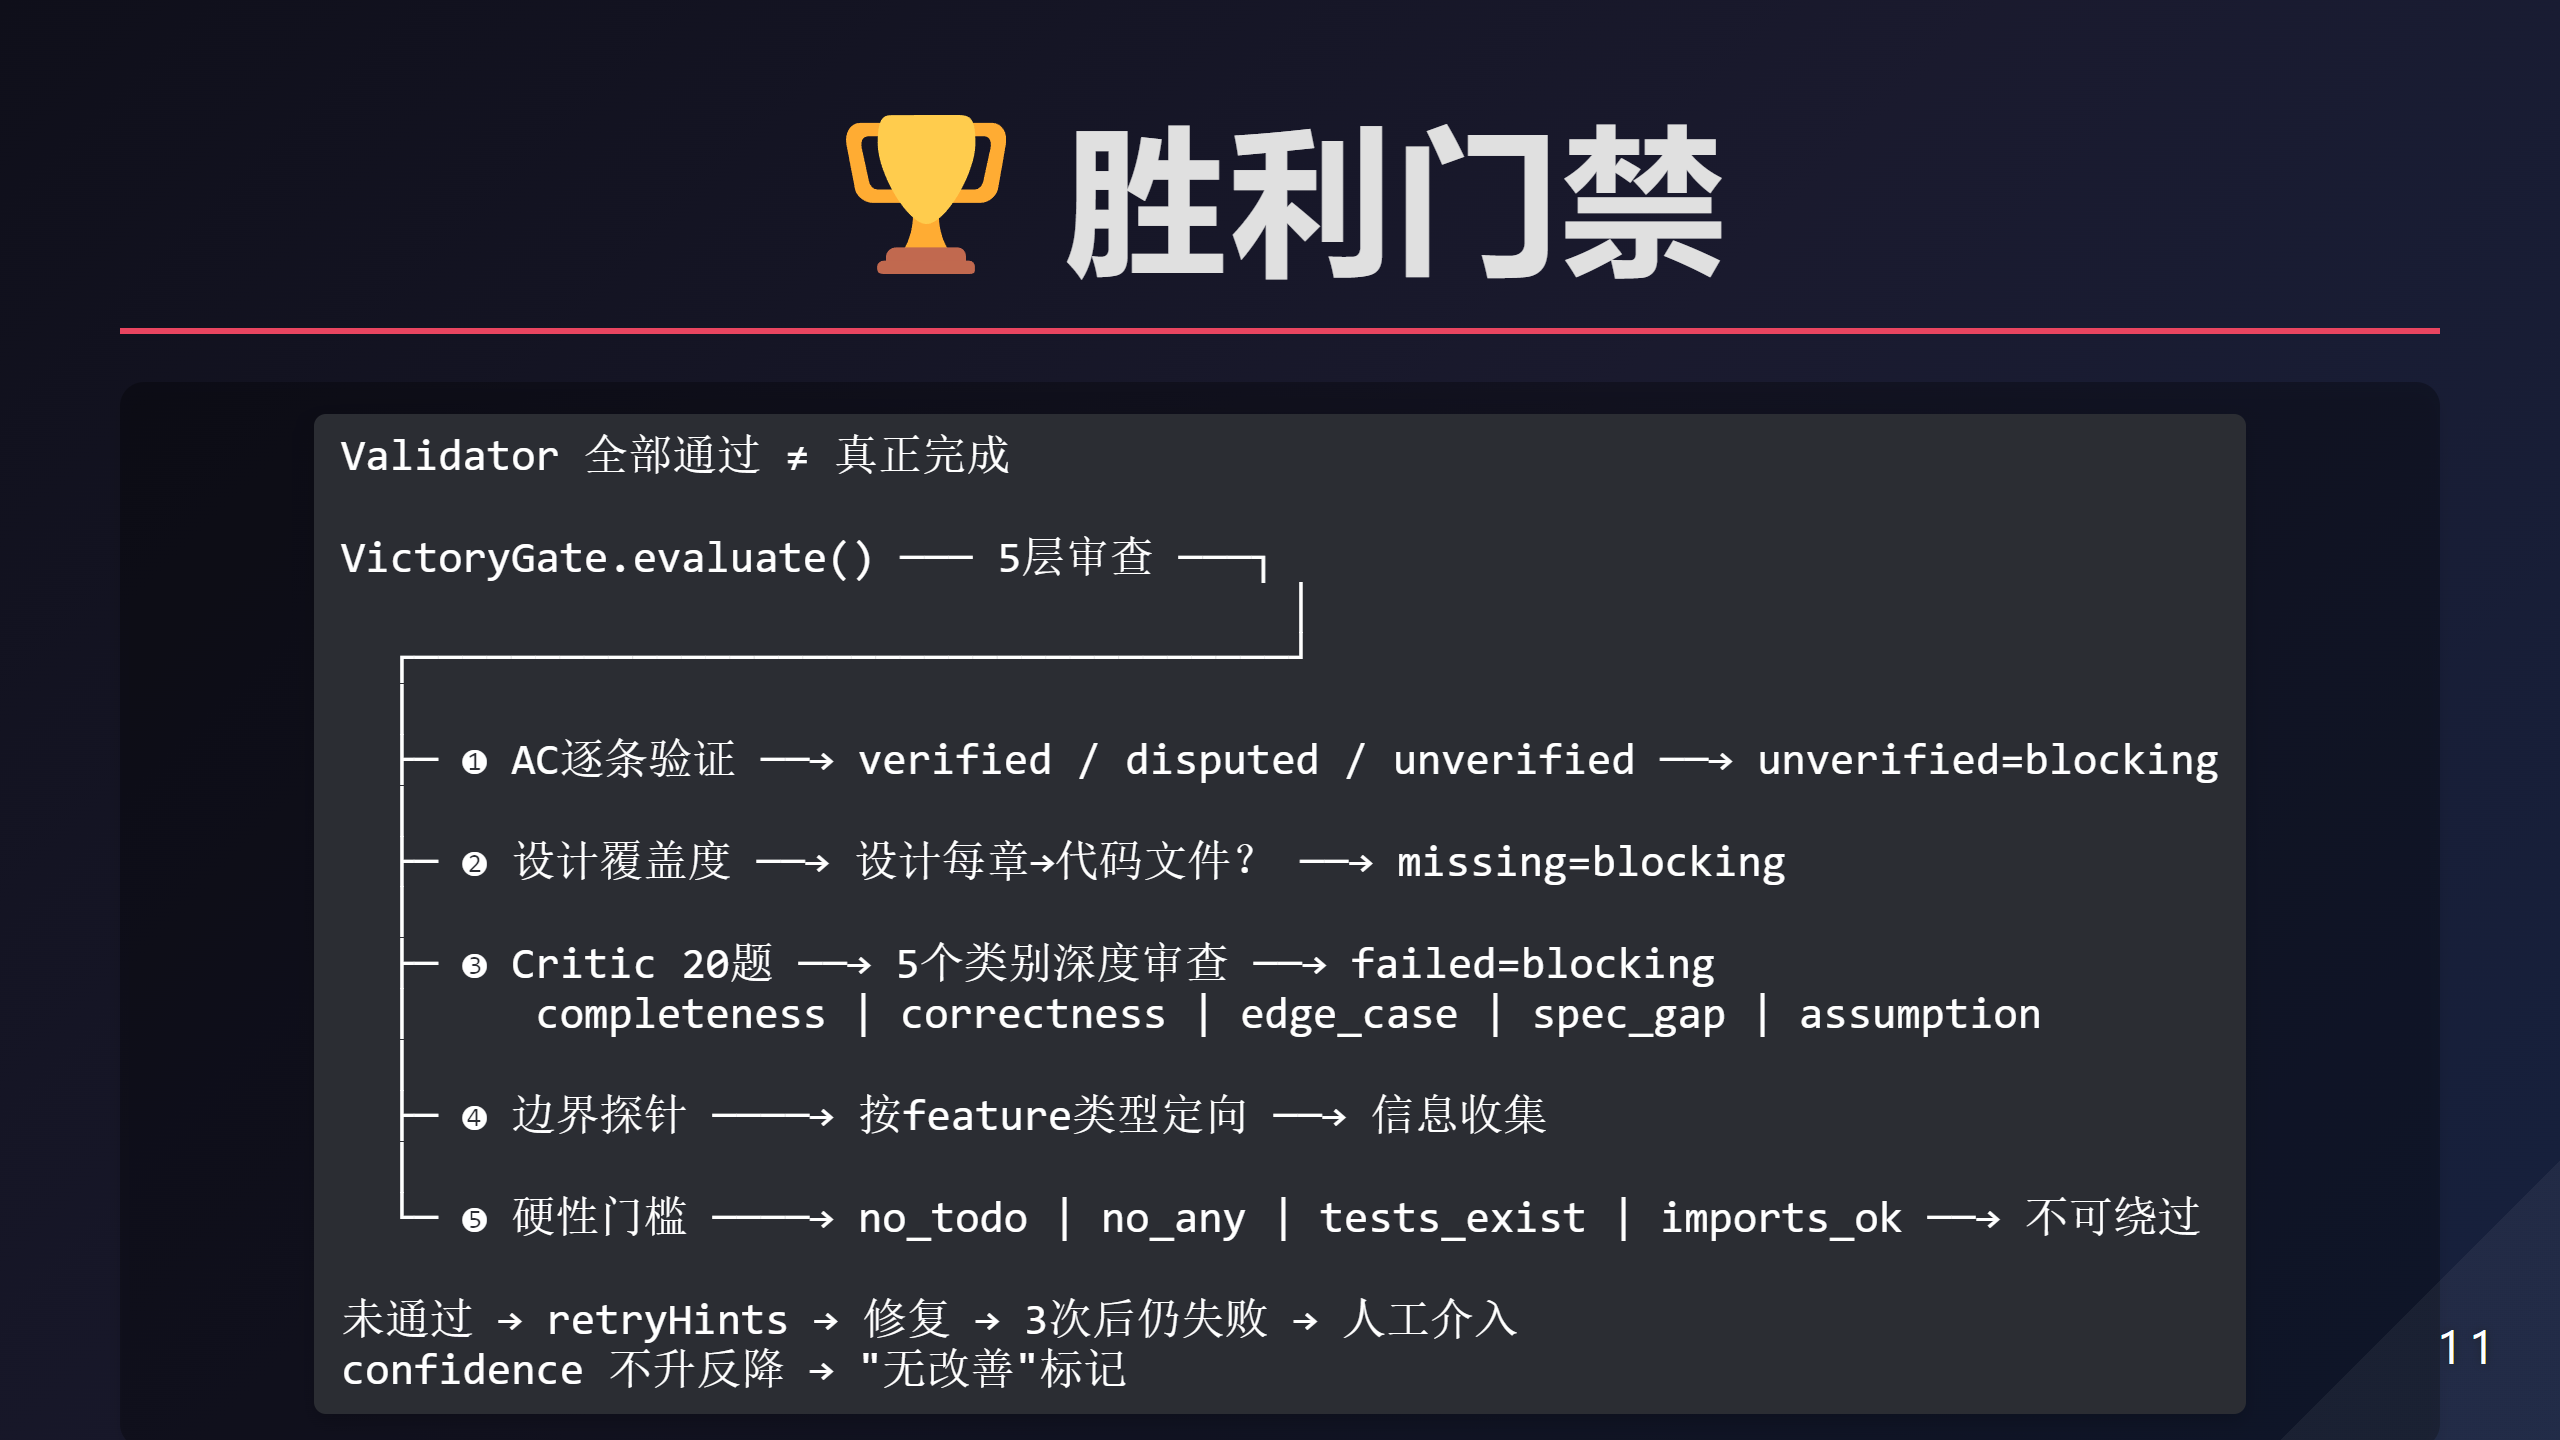 🏆 胜利门禁
Validator 全部通过 ≠ 真正完成
VictoryGate.evaluate() ─── 5层审查 ───┐
│
┌─────────────────────────────────────┘
│
├─ ❶ AC逐条验证 ──→ verified / disputed / unverified ──→ unverified=blocking
│
├─ ❷ 设计覆盖度 ──→ 设计每章→代码文件？ ──→ missing=blocking
│
├─ ❸ Critic 20题 ──→ 5个类别深度审查 ──→ failed=blocking
│ completeness | correctness | edge_case | spec_gap | assumption
│
├─ ❹ 边界探针 ────→ 按feature类型定向 ──→ 信息收集
│
└─ ❺ 硬性门槛 ────→ no_todo | no_any | tests_exist | imports_ok ──→ 不可绕过
未通过 → retryHints → 修复 → 3次后仍失败 → 人工介入
confidence 不升反降 → "无改善"标记
11